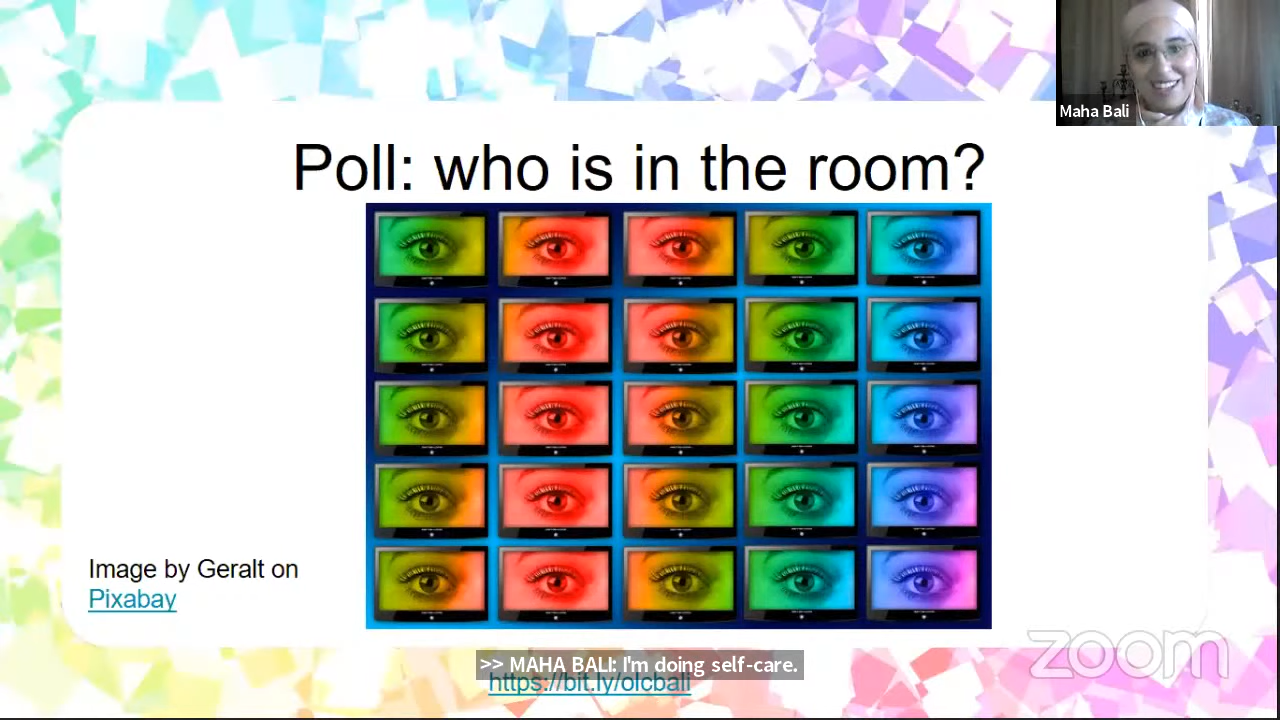 Maha Bali
Poll: who is in the room?
Image by Geralt on
Pixabay
zoom
>> MAHA BALI: I'm doing self-care.
https://bit.ly/olcbali